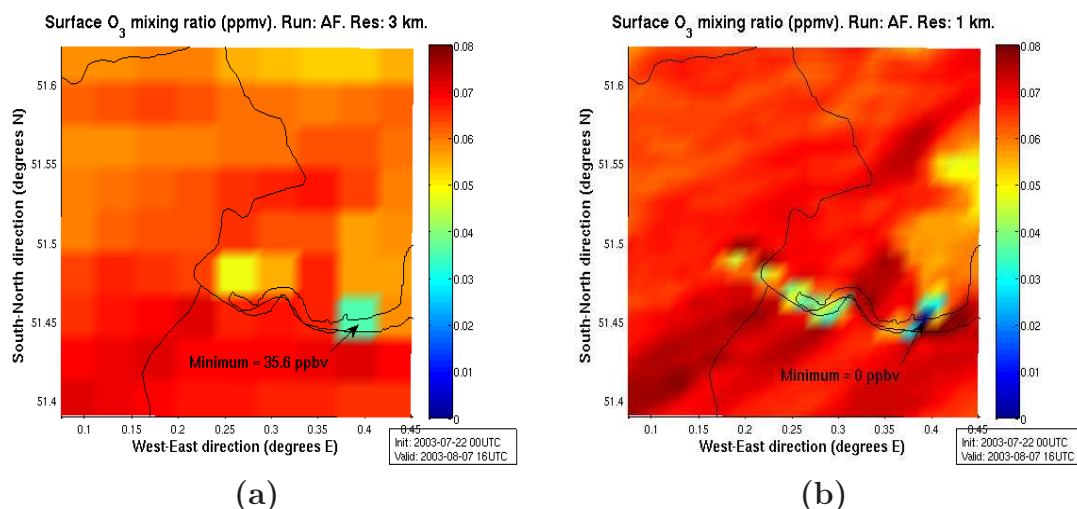 Surface O3 mixing ratio (ppmv). Run: AF. Res: 3 km.
South-North direction (degrees N)
51.6
51.55
51.5
51.45
51.4
0.08
0.07
0.06
0.05
0.04
0.03
0.02
0.01
0
Minimum = 35.6 ppbv
0.1 0.15 0.2 0.25 0.3 0.35 0.4 0.45
West-East direction (degrees E)
Init: 2003-07-22 00UTC
Valid: 2003-08-07 16UTC
(a)
Surface O3 mixing ratio (ppmv). Run: AF. Res: 1 km.
South-North direction (degrees N)
51.6
51.55
51.5
51.45
51.4
0.08
0.07
0.06
0.05
0.04
0.03
0.02
0.01
0
Minimum = 0 ppbv
0.1 0.15 0.2 0.25 0.3 0.35 0.4 0.45
West-East direction (degrees E)
Init: 2003-07-22 00UTC
Valid: 2003-08-07 16UTC
(b)